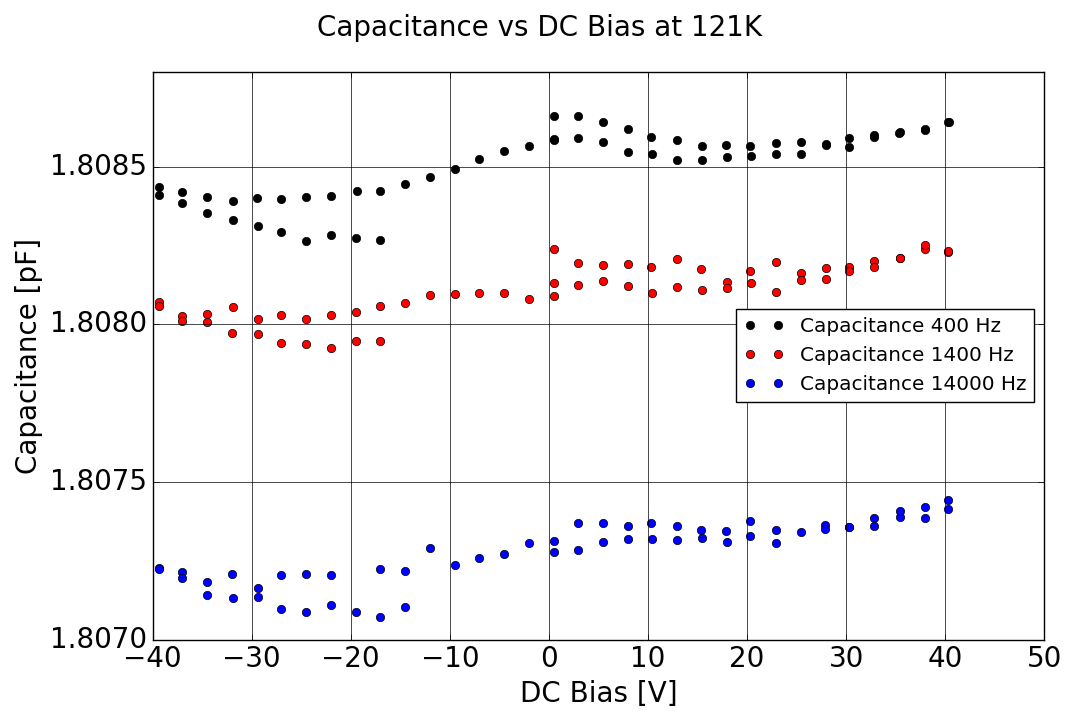 Capacitance vs DC Bias at 121K
Capacitance [pF]
1.8085
1.8080
1.8075
1.8070
Capacitance 400 Hz
Capacitance 1400 Hz
Capacitance 14000 Hz
−40 −30 −20 −10 0 10 20 30 40 50
DC Bias [V]